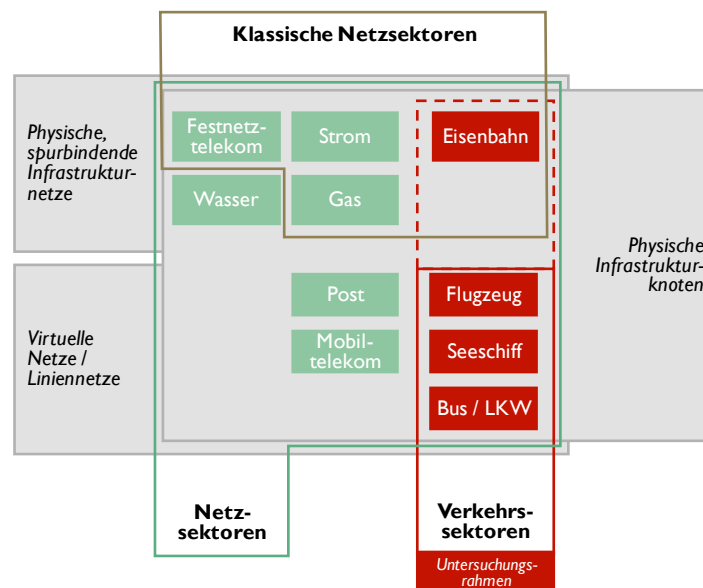 Klassische Netzsektoren
Physische,
spurbindende
Infrastruktur-
netze
Festnetz-
telekom
Strom
Eisenbahn
Wasser
Gas
Physische
Infrastruktur-
knoten
Virtuelle
Netze /
Liniennetze
Post
Flugzeug
Mobil-
telekom
Seeschiff
Bus / LKW
Netz-
sektoren
Verkehrs-
sektoren
Untersuchungs-
rahmen